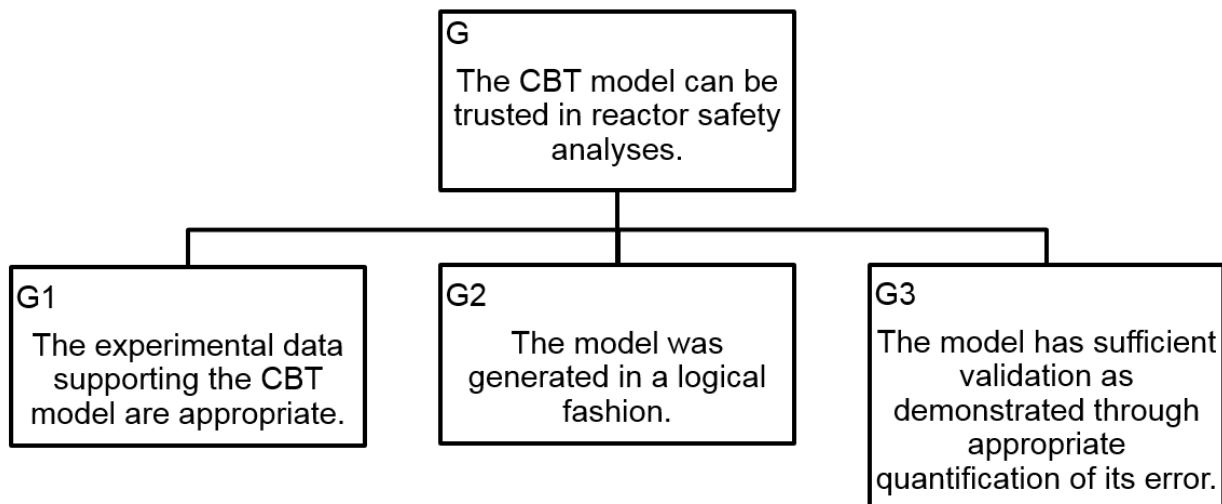 G
The CBT model can be
trusted in reactor safety
analyses.
G1
The experimental data
supporting the CBT
model are appropriate.
G2
The model was
generated in a logical
fashion.
G3
The model has sufficient
validation as
demonstrated through
appropriate
quantification of its error.